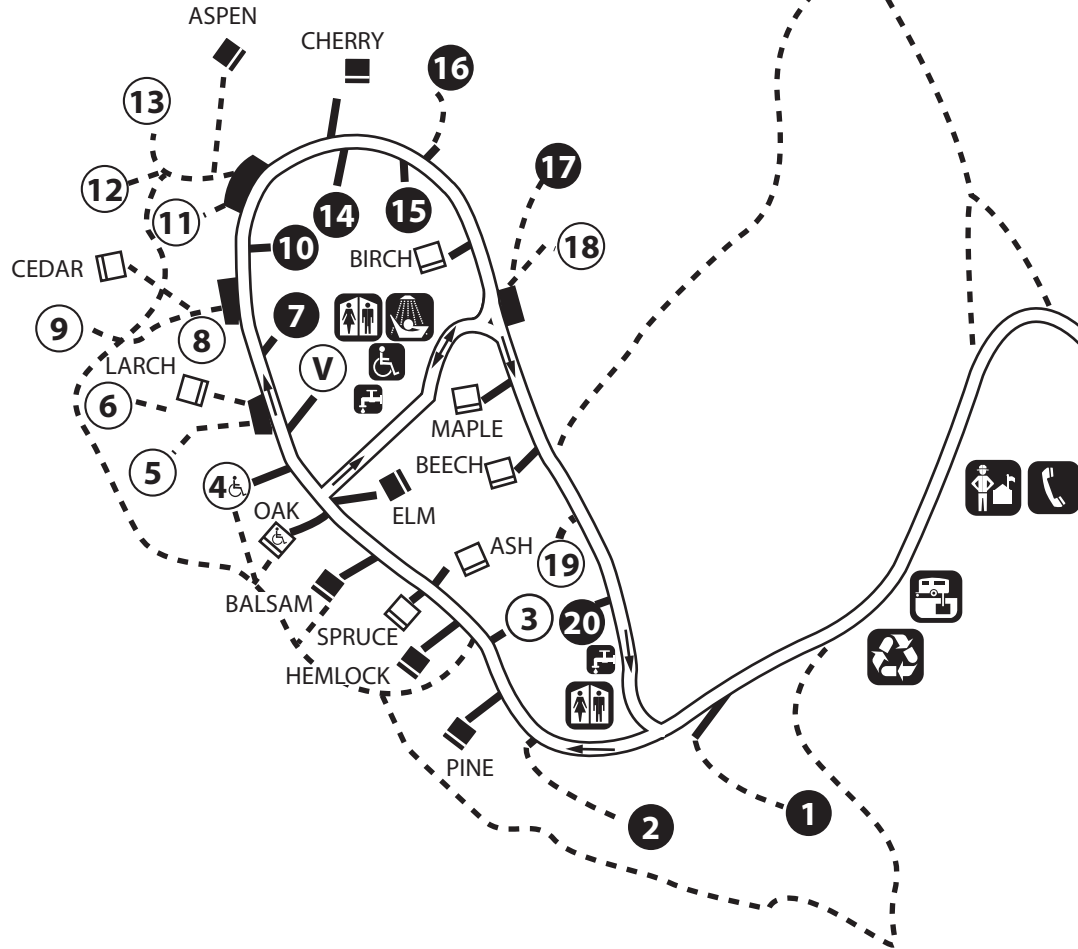 ASPEN
CHERRY
16
13
17
12
11
14
15
18
10
BIRCH
CEDAR
7
9
8
V
LARCH
6
MAPLE
BEECH
5
4
OAK
ELM
ASH
19
BALSAM
3
20
SPRUCE
HEMLOCK
PINE
1
2